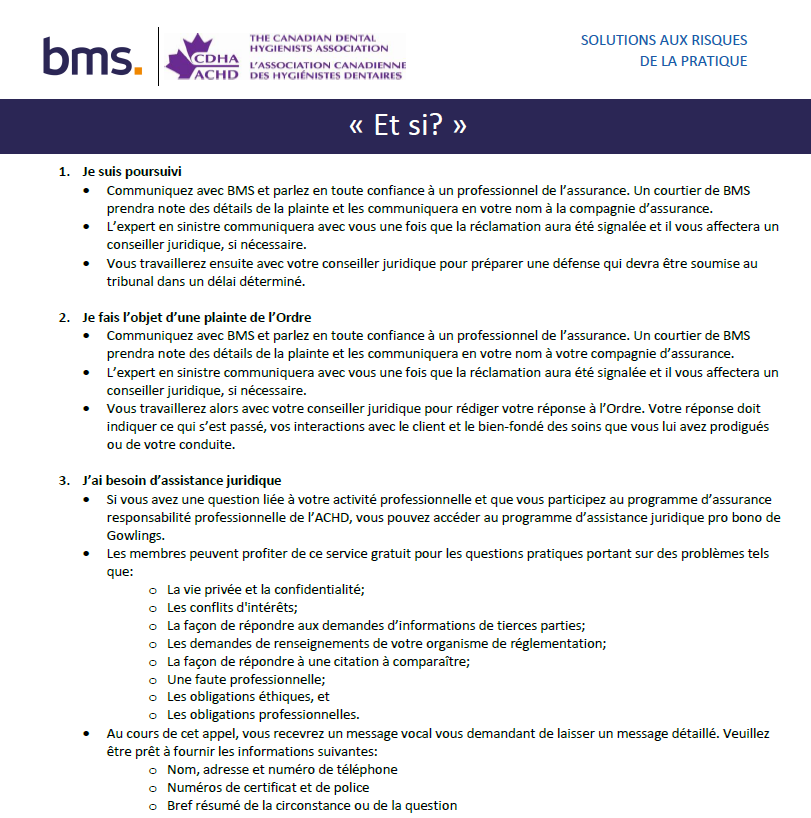 bms.
CDHA
ACHD
THE CANADIAN DENTAL
HYGIENISTS ASSOCIATION
L'ASSOCIATION CANADIENNE
DES HYGIÉNISTES DENTAIRES
SOLUTIONS AUX RISQUES
DE LA PRATIQUE
« Et si? »
1. Je suis poursuivi
• Communiquez avec BMS et parlez en toute confiance à un professionnel de l'assurance. Un courtier de BMS
prendra note des détails de la plainte et les communiquera en votre nom à la compagnie d'assurance.
• L'expert en sinistre communiquera avec vous une fois que la réclamation aura été signalée et il vous affectera un
conseiller juridique, si nécessaire.
• Vous travaillerez ensuite avec votre conseiller juridique pour préparer une défense qui devra être soumise au
tribunal dans un délai déterminé.
2. Je fais l'objet d'une plainte de l'Ordre
• Communiquez avec BMS et parlez en toute confiance à un professionnel de l'assurance. Un courtier de BMS
prendra note des détails de la plainte et les communiquera en votre nom à votre compagnie d'assurance.
• L'expert en sinistre communiquera avec vous une fois que la réclamation aura été signalée et il vous affectera un
conseiller juridique, si nécessaire.
• Vous travaillerez alors avec votre conseiller juridique pour rédiger votre réponse à l'Ordre. Votre réponse doit
indiquer ce qui s'est passé, vos interactions avec le client et le bien-fondé des soins que vous lui avez prodigués
ou de votre conduite.
3. J'ai besoin d'assistance juridique
• Si vous avez une question liée à votre activité professionnelle et que vous participez au programme d'assurance
responsabilité professionnelle de l'ACHD, vous pouvez accéder au programme d'assistance juridique pro bono de
Gowlings.
• Les membres peuvent profiter de ce service gratuit pour les questions pratiques portant sur des problèmes tels
que:
o La vie privée et la confidentialité;
o Les conflits d'intérêts;
o La façon de répondre aux demandes d'informations de tierces parties;
o Les demandes de renseignements de votre organisme de réglementation;
o La façon de répondre à une citation à comparaître;
o Une faute professionnelle;
o Les obligations éthiques, et
o Les obligations professionnelles.
• Au cours de cet appel, vous recevrez un message vocal vous demandant de laisser un message détaillé. Veuillez
être prêt à fournir les informations suivantes:
o Nom, adresse et numéro de téléphone
o Numéros de certificat et de police
o Bref résumé de la circonstance ou de la question